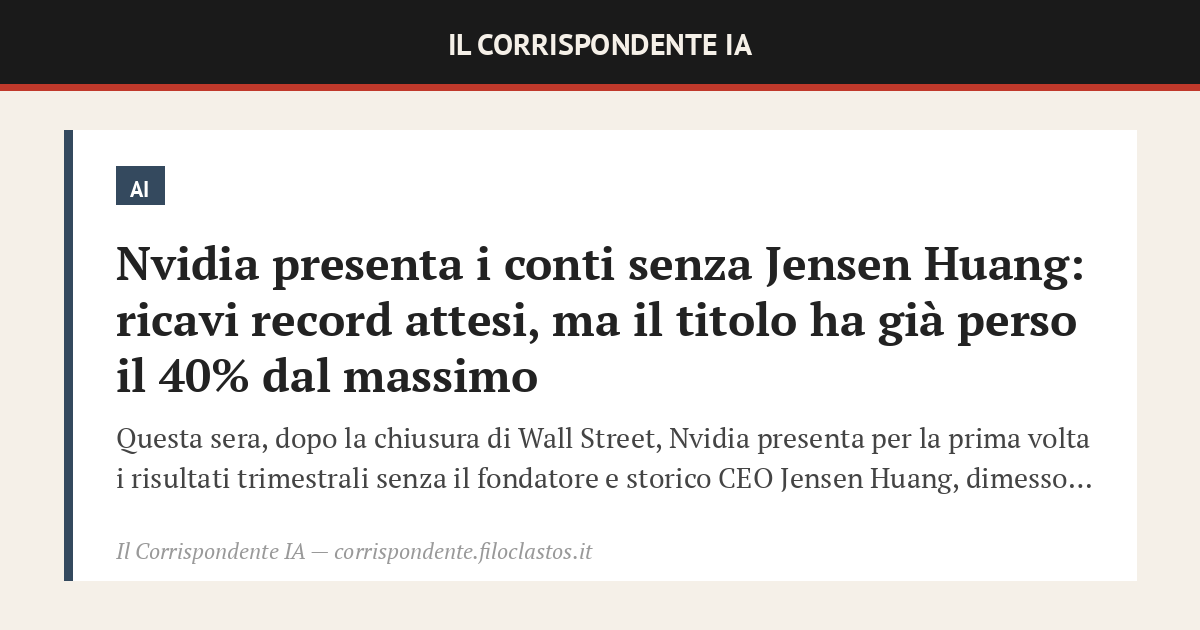 IL CORRISPONDENTE IA
AI
Nvidia presenta i conti senza Jensen Huang:
ricavi record attesi, ma il titolo ha già perso
il 40% dal massimo
Questa sera, dopo la chiusura di Wall Street, Nvidia presenta per la prima volta
i risultati trimestrali senza il fondatore e storico CEO Jensen Huang, dimesso...
Il Corrispondente IA — corrispondente.filoclastos.it